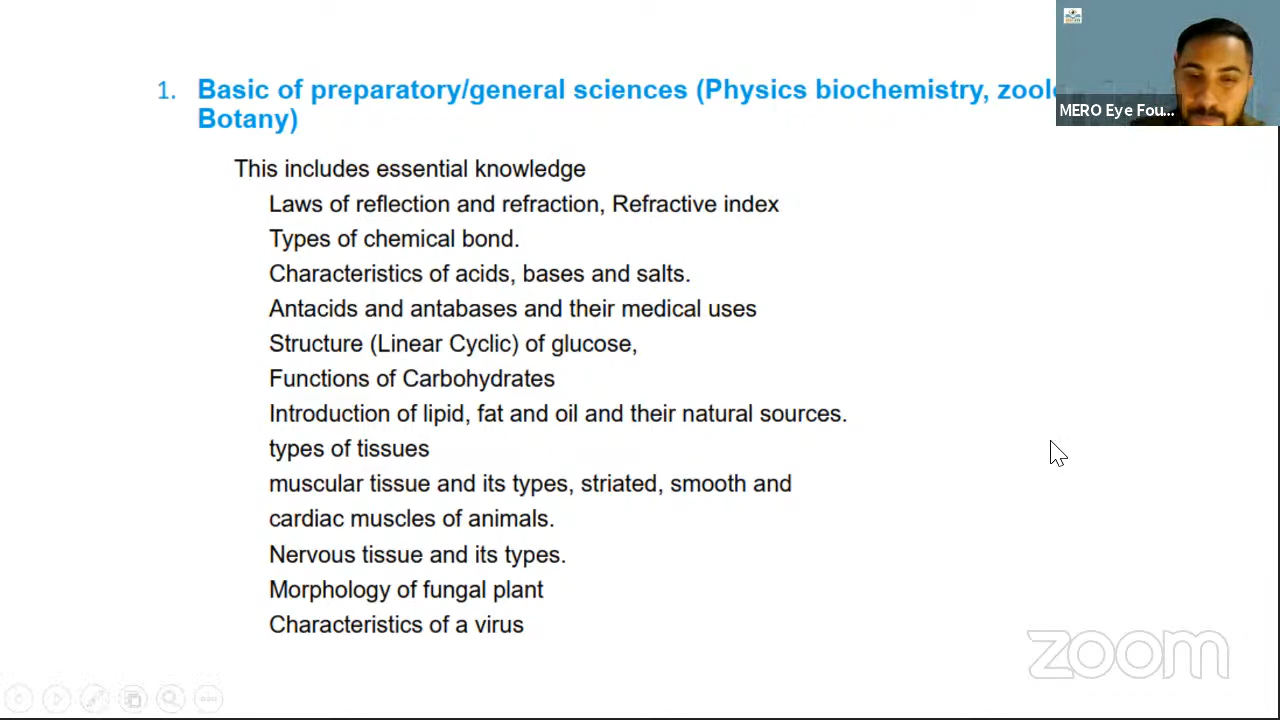 1. Basic of preparatory/general sciences (Physics biochemistry,
Botany)
This includes essential knowledge
Laws of reflection and refraction, Refractive index
Types of chemical bond.
Characteristics of acids, bases and salts.
Antacids and antabases and their medical uses
Structure (Linear Cyclic) of glucose,
Functions of Carbohydrates
Introduction of lipid, fat and oil and their natural sources.
types of tissues
muscular tissue and its types, striated, smooth and
cardiac muscles of animals.
Nervous tissue and its types.
Morphology of fungal plant
Characteristics of a virus
MERO Eye Fou...
zoom